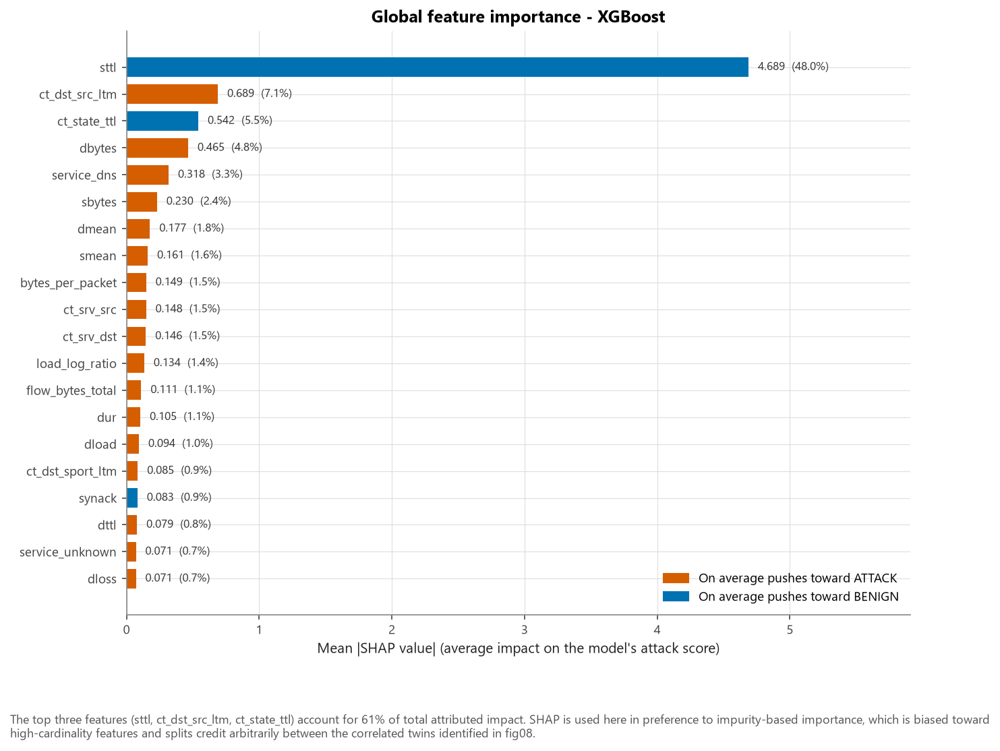 Global feature importance - XGBoost
sttl 4.689 (48.0%)
ct_dst_src_ltm 0.689 (7.1%)
ct_state_ttl 0.542 (5.5%)
dbytes 0.465 (4.8%)
service_dns 0.318 (3.3%)
sbytes 0.230 (2.4%)
dmean 0.177 (1.8%)
smean 0.161 (1.6%)
bytes_per_packet 0.149 (1.5%)
ct_srv_src 0.148 (1.5%)
ct_srv_dst 0.146 (1.5%)
load_log_ratio 0.134 (1.4%)
flow_bytes_total 0.111 (1.1%)
dur 0.105 (1.1%)
dload 0.094 (1.0%)
ct_dst_sport_ltm 0.085 (0.9%)
synack 0.083 (0.9%)
dttl 0.079 (0.8%)
service_unknown 0.071 (0.7%)
dloss 0.071 (0.7%)
On average pushes toward ATTACK
On average pushes toward BENIGN
0 1 2 3 4 5
Mean |SHAP value| (average impact on the model's attack score)
The top three features (sttl, ct_dst_src_ltm, ct_state_ttl) account for 61% of total attributed impact. SHAP is used here in preference to impurity-based importance, which is biased toward
high-cardinality features and splits credit arbitrarily between the correlated twins identified in fig08.